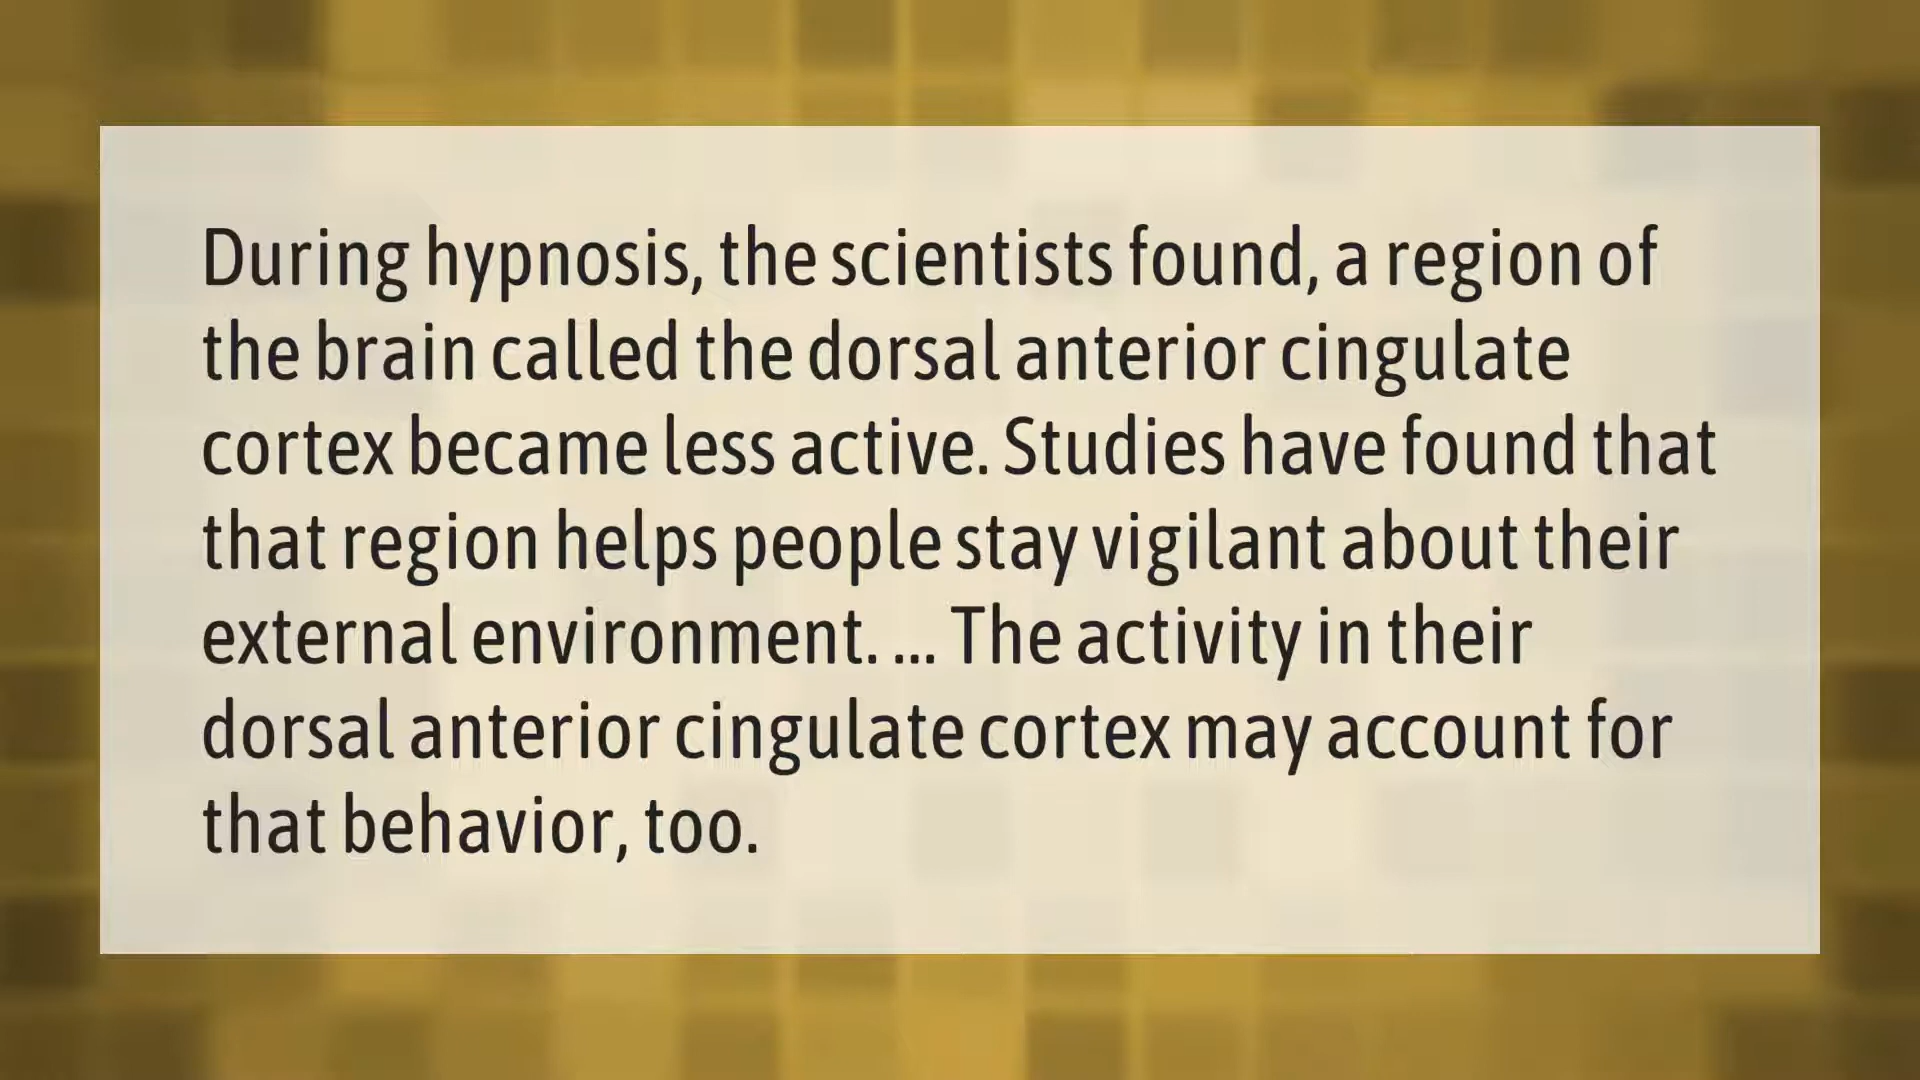 During hypnosis, the scientists found, a region of
the brain called the dorsal anterior cingulate
cortex became less active. Studies have found that
that region helps people stay vigilant about their
external environment. ... The activity in their
dorsal anterior cingulate cortex may account for
that behavior, too.